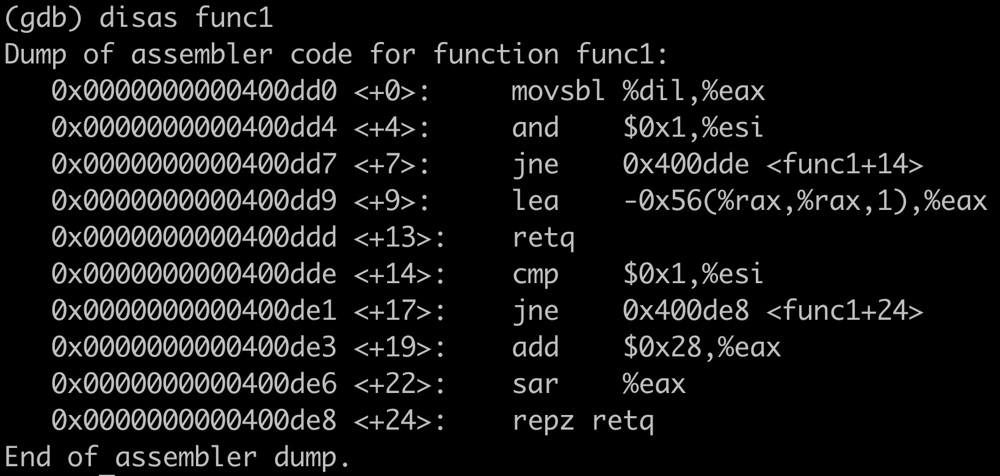 (gdb) disas func1
Dump of assembler code for function func1:
   0x0000000000400dd0 <+0>:     movsbl %dil,%eax
   0x0000000000400dd4 <+4>:     and    $0x1,%esi
   0x0000000000400dd7 <+7>:     jne    0x400dde <func1+14>
   0x0000000000400dd9 <+9>:     lea    -0x56(%rax,%rax,1),%eax
   0x0000000000400ddd <+13>:    retq
   0x0000000000400dde <+14>:    cmp    $0x1,%esi
   0x0000000000400de1 <+17>:    jne    0x400de8 <func1+24>
   0x0000000000400de3 <+19>:    add    $0x28,%eax
   0x0000000000400de6 <+22>:    sar    %eax
   0x0000000000400de8 <+24>:    repz retq
End of assembler dump.